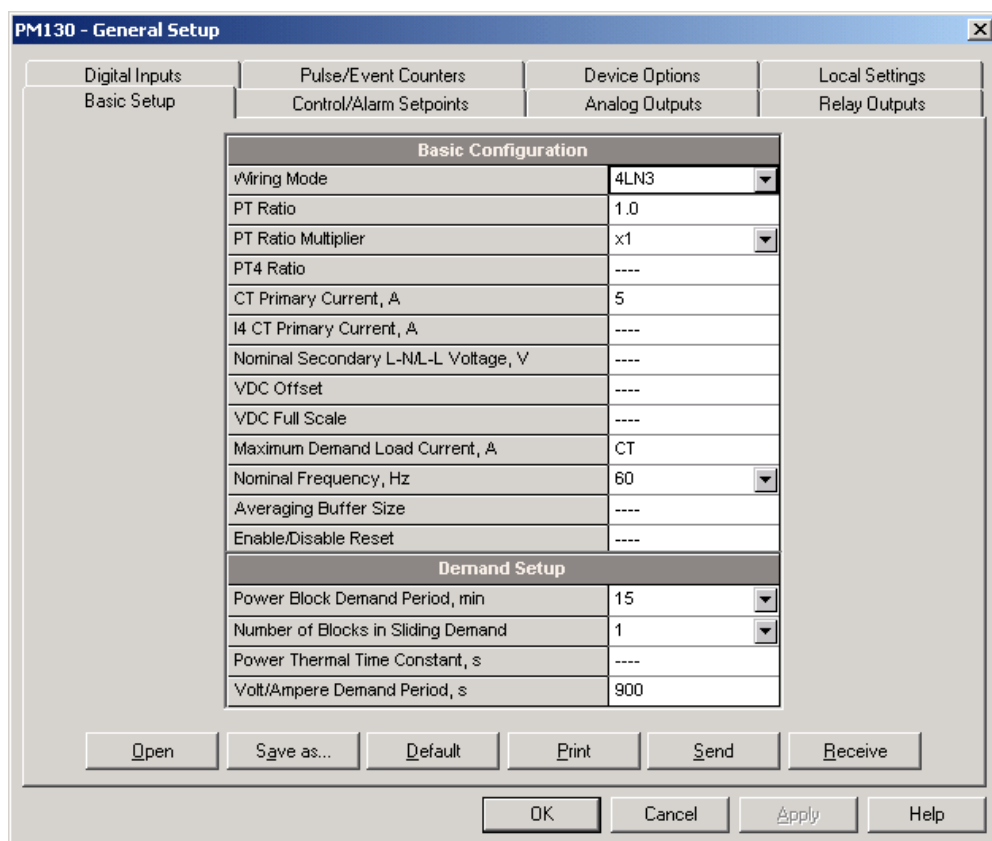 PM130 - General Setup
Digital Inputs Pulse/Event Counters Device Options Local Settings
Basic Setup Control/Alarm Setpoints Analog Outputs Relay Outputs
Basic Configuration
Wiring Mode 4LN3
PT Ratio 1.0
PT Ratio Multiplier x1
PT4 Ratio ----
CT Primary Current, A 5
I4 CT Primary Current, A ----
Nominal Secondary L-N/L-L Voltage, V ----
VDC Offset ----
VDC Full Scale ----
Maximum Demand Load Current, A CT
Nominal Frequency, Hz 60
Averaging Buffer Size ----
Enable/Disable Reset ----
Demand Setup
Power Block Demand Period, min 15
Number of Blocks in Sliding Demand 1
Power Thermal Time Constant, s ----
Volt/Ampere Demand Period, s 900
Open Save as... Default Print Send Receive
OK Cancel Apply Help